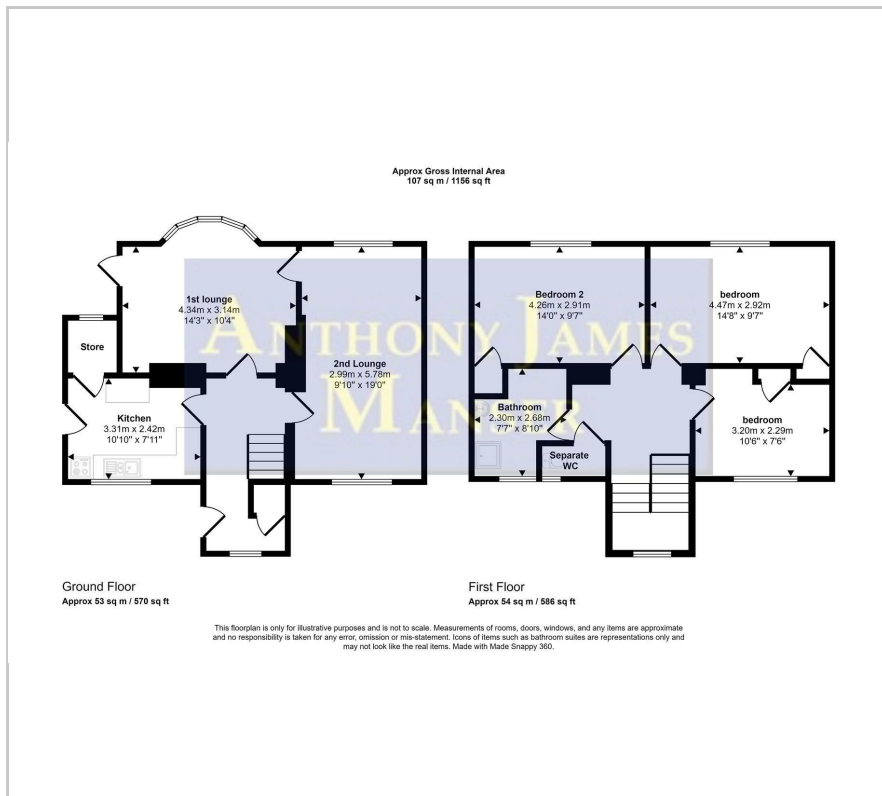 Approx Gross Internal Area
107 sq m / 1156 sq ft
1st lounge
4.34m x 3.14m
14'3" x 10'4"
Store
2nd Lounge
2.99m x 5.78m
9'10" x 19'0"
Kitchen
3.31m x 2.42m
10'10" x 7'11"
Bedroom 2
4.26m x 2.91m
14'0" x 9'7"
bedroom
4.47m x 2.92m
14'8" x 9'7"
Bathroom
2.30m x 2.68m
7'7" x 8'10"
Separate
WC
bedroom
3.20m x 2.29m
10'6" x 7'6"
ANTHONY JAMES
MANSER
Ground Floor
Approx 53 sq m / 570 sq ft
First Floor
Approx 54 sq m / 586 sq ft
This floorplan is only for illustrative purposes and is not to scale. Measurements of rooms, doors, windows, and any items are approximate
and no responsibility is taken for any error, omission or mis-statement. Icons of items such as bathroom suites are representations only and
may not look like the real items. Made with Made Snappy 360.